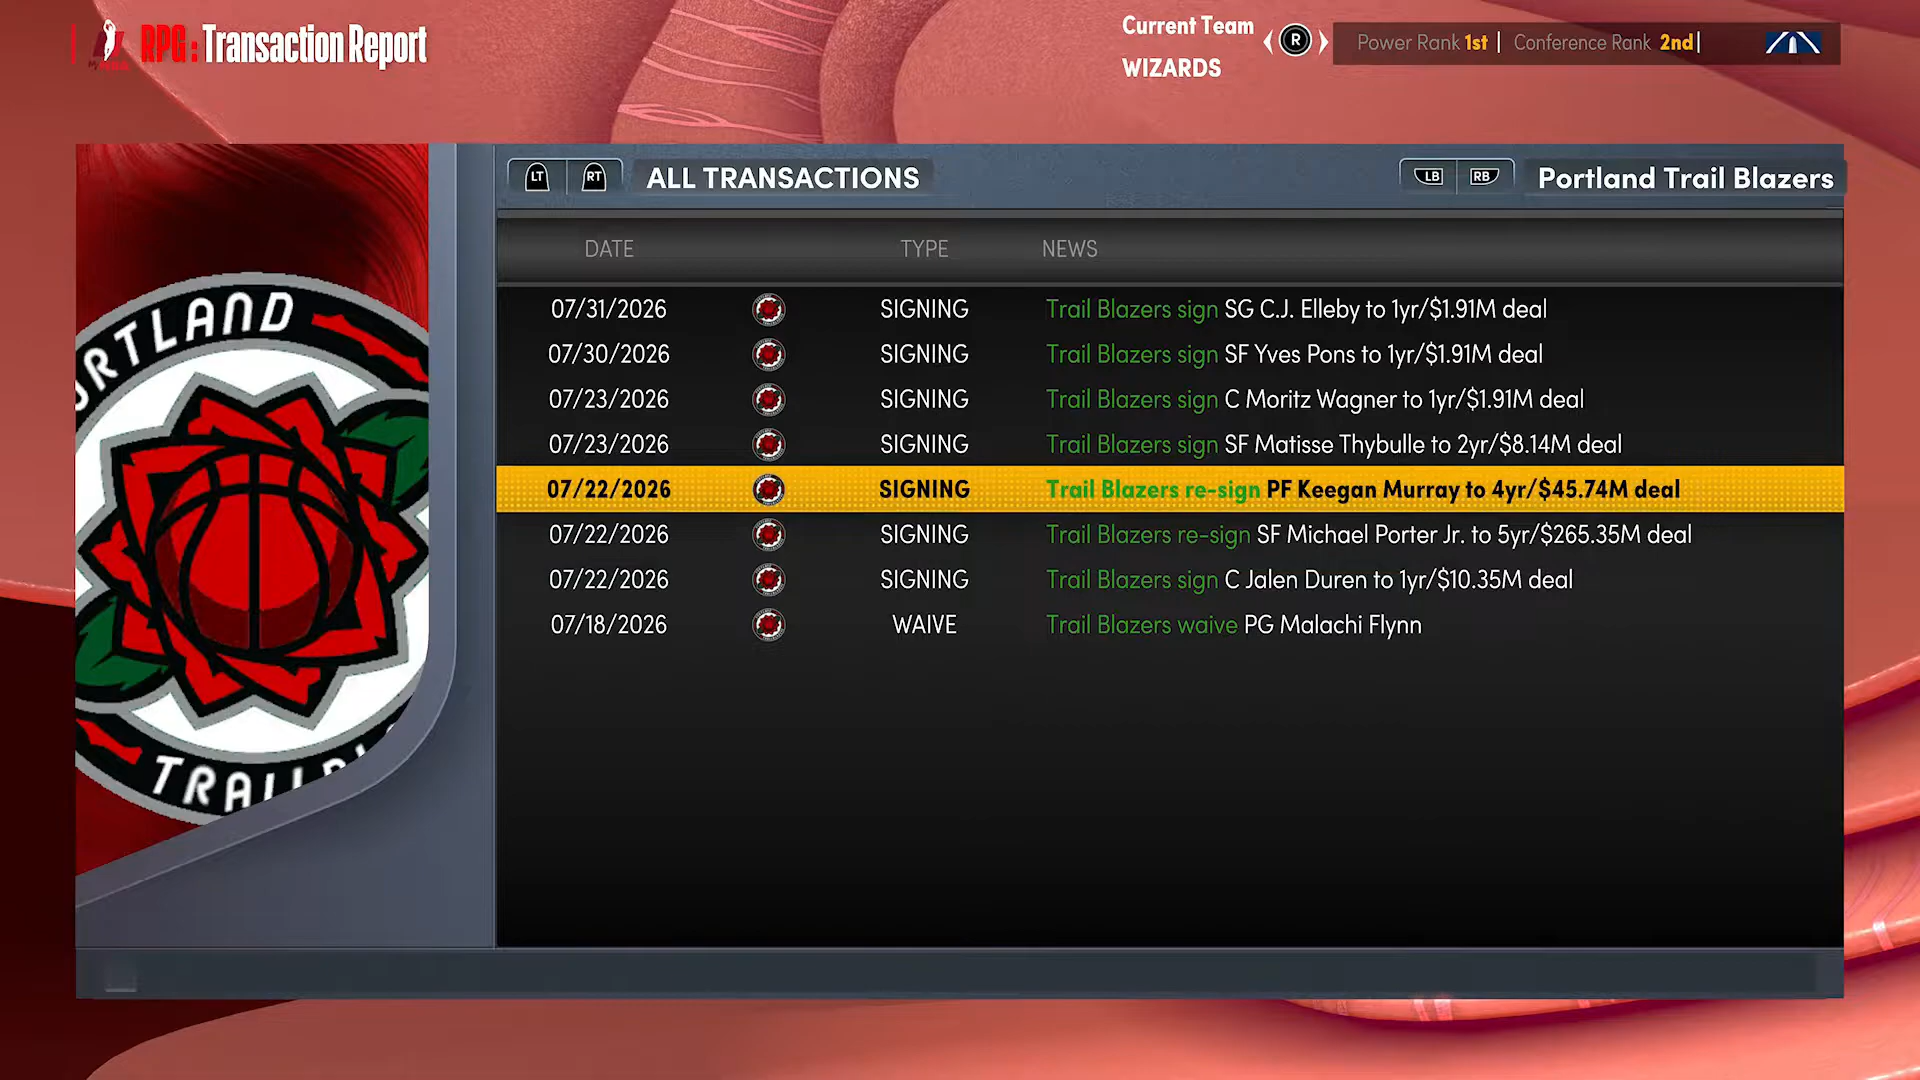 RPG : Transaction Report
Current Team
WIZARDS
R
Power Rank 1st | Conference Rank 2nd |
LT RT ALL TRANSACTIONS
LB RB Portland Trail Blazers
DATE TYPE NEWS
07/31/2026 SIGNING Trail Blazers sign SG C.J. Elleby to 1yr/$1.91M deal
07/30/2026 SIGNING Trail Blazers sign SF Yves Pons to 1yr/$1.91M deal
07/23/2026 SIGNING Trail Blazers sign C Moritz Wagner to 1yr/$1.91M deal
07/23/2026 SIGNING Trail Blazers sign SF Matisse Thybulle to 2yr/$8.14M deal
07/22/2026 SIGNING Trail Blazers re-sign PF Keegan Murray to 4yr/$45.74M deal
07/22/2026 SIGNING Trail Blazers re-sign SF Michael Porter Jr. to 5yr/$265.35M deal
07/22/2026 SIGNING Trail Blazers sign C Jalen Duren to 1yr/$10.35M deal
07/18/2026 WAIVE Trail Blazers waive PG Malachi Flynn
ORTLAND